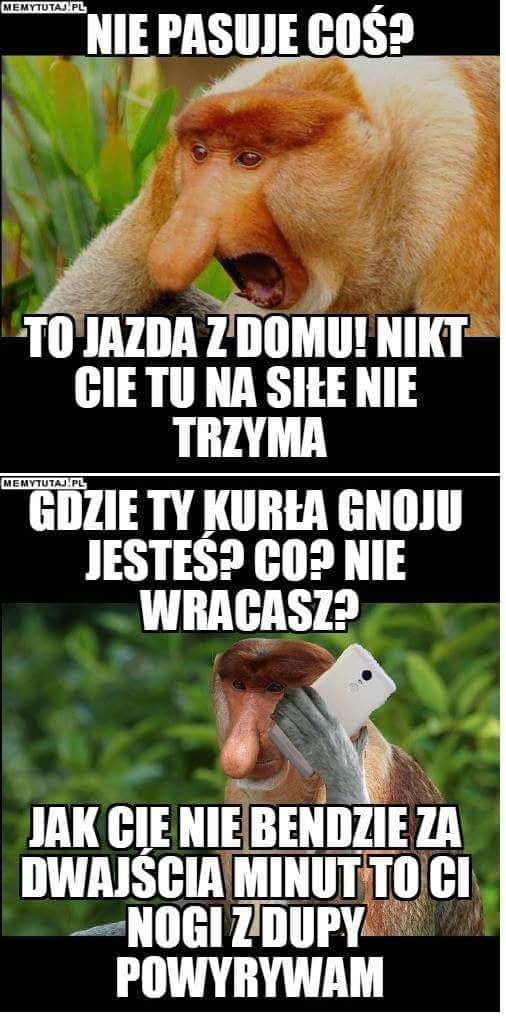 MEMYTUTAJ.PL
NIE PASUJE COŚ?
TO JAZDA Z DOMU! NIKT
CIE TU NA SIŁE NIE
TRZYMA
MEMYTUTAJ.PL
GDZIE TY KURŁA GNOJU
JESTEŚ? CO? NIE
WRACASZ?
JAK CIE NIE BENDZIE ZA
DWAJŚCIA MINUT TO CI
NOGI Z DUPY
POWYRYWAM